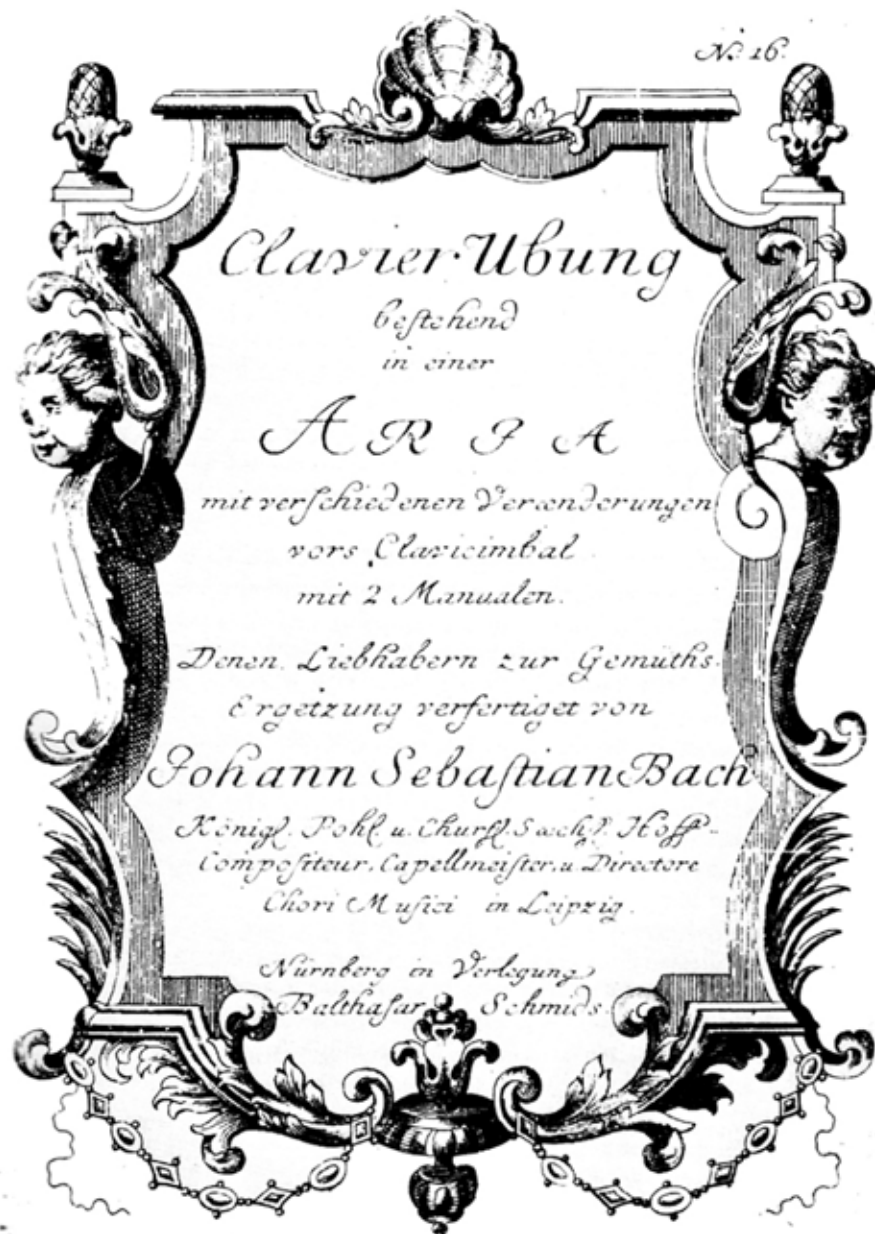 N. 16.
Clavier Ubung
bestehend
in einer
ARIA
mit verschiedenen Verænderungen
vors Clavicimbal
mit 2 Manualen.
Denen Liebhabern zur Gemüths-
Ergetzung verfertiget von
Johann Sebastian Bach
Königl. Pohl. u. Churfl. Sæchs. Hoff-
Compositeur, Capellmeister, u. Directore
Chori Musici in Leipzig.
Nürnberg in Verlegung
Balthasar Schmids